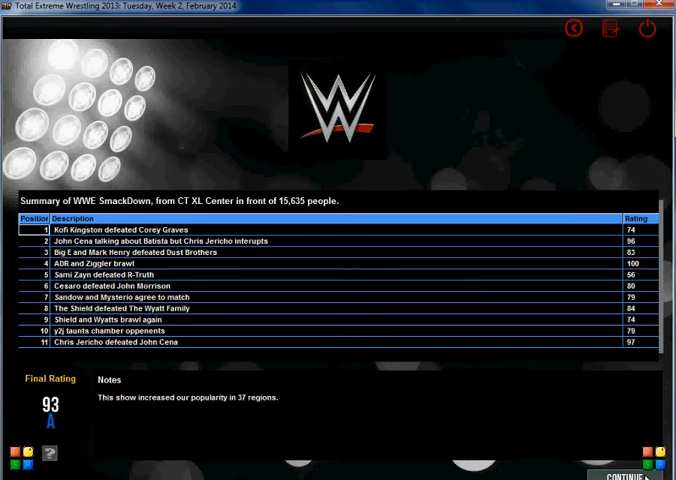 Total Extreme Wrestling 2013: Tuesday, Week 2, February 2014
W
Summary of WWE SmackDown, from CT XL Center in front of 15,635 people.
Position Description Rating
1 Kofi Kingston defeated Corey Graves 74
2 John Cena talking about Batista but Chris Jericho interupts 96
3 Big E and Mark Henry defeated Dust Brothers 83
4 ADR and Ziggler brawl 100
5 Sami Zayn defeated R-Truth 56
6 Cesaro defeated John Morrison 80
7 Sandow and Mysterio agree to match 79
8 The Shield defeated The Wyatt Family 84
9 Shield and Wyatts brawl again 74
10 y2j taunts chamber oppenents 79
11 Chris Jericho defeated John Cena 97
Final Rating
93
A
Notes
This show increased our popularity in 37 regions.
?
CONTINUE